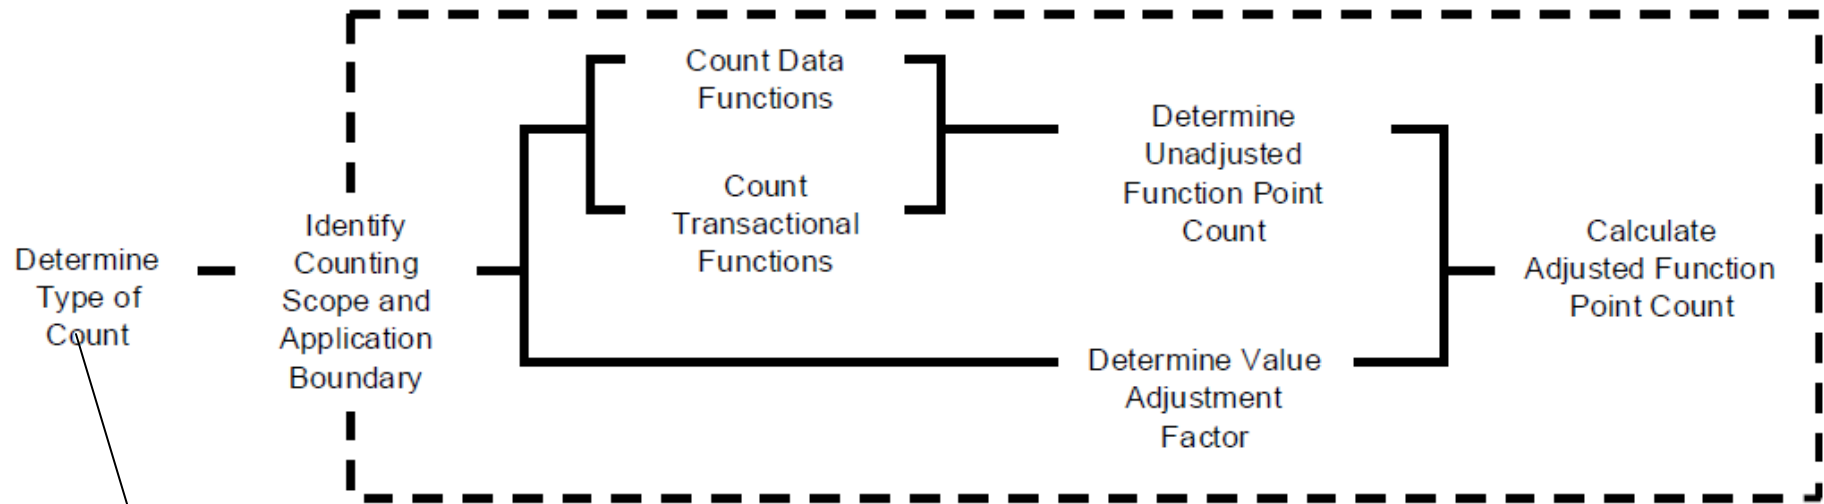 Determine
Type of
Count
Identify
Counting
Scope and
Application
Boundary
Count Data
Functions
Count
Transactional
Functions
Determine
Unadjusted
Function Point
Count
Determine Value
Adjustment
Factor
Calculate
Adjusted Function
Point Count